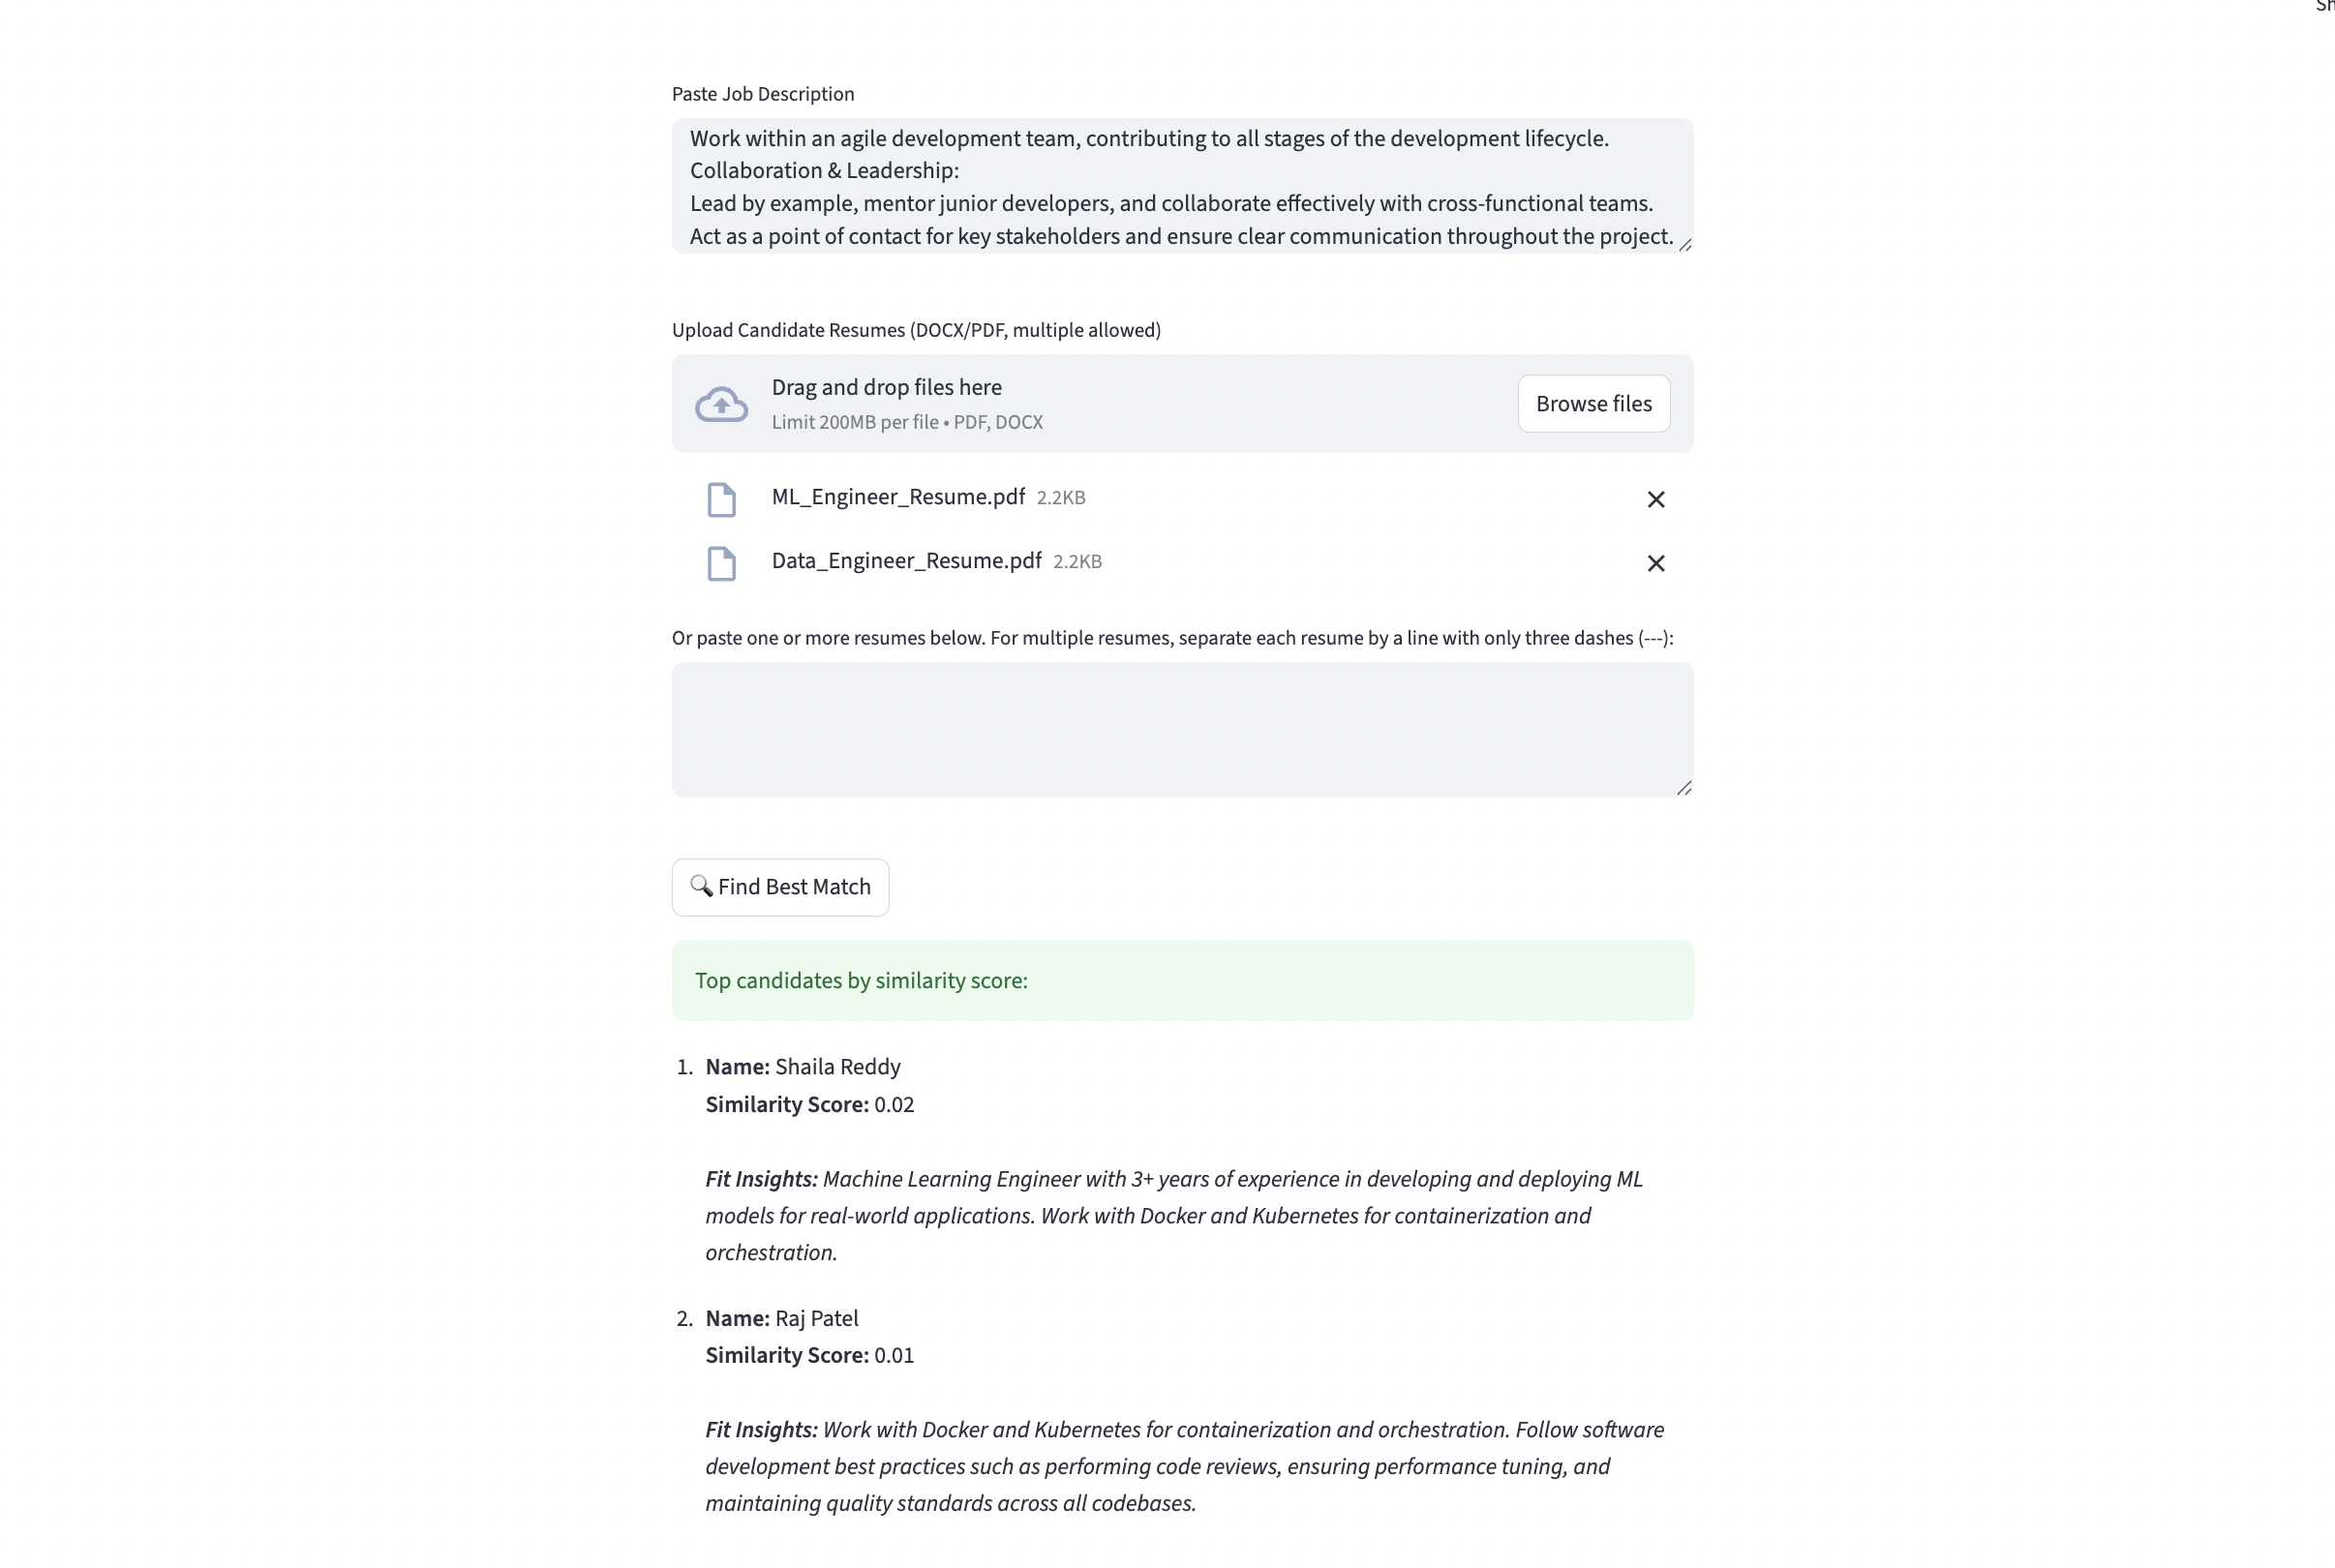 Sh
Paste Job Description
Work within an agile development team, contributing to all stages of the development lifecycle.
Collaboration & Leadership:
Lead by example, mentor junior developers, and collaborate effectively with cross-functional teams.
Act as a point of contact for key stakeholders and ensure clear communication throughout the project.
Upload Candidate Resumes (DOCX/PDF, multiple allowed)
Drag and drop files here
Limit 200MB per file • PDF, DOCX
Browse files
ML_Engineer_Resume.pdf 2.2KB
Data_Engineer_Resume.pdf 2.2KB
Or paste one or more resumes below. For multiple resumes, separate each resume by a line with only three dashes (---):
🔍 Find Best Match
Top candidates by similarity score:
1. Name: Shaila Reddy
Similarity Score: 0.02
Fit Insights: Machine Learning Engineer with 3+ years of experience in developing and deploying ML
models for real-world applications. Work with Docker and Kubernetes for containerization and
orchestration.
2. Name: Raj Patel
Similarity Score: 0.01
Fit Insights: Work with Docker and Kubernetes for containerization and orchestration. Follow software
development best practices such as performing code reviews, ensuring performance tuning, and
maintaining quality standards across all codebases.